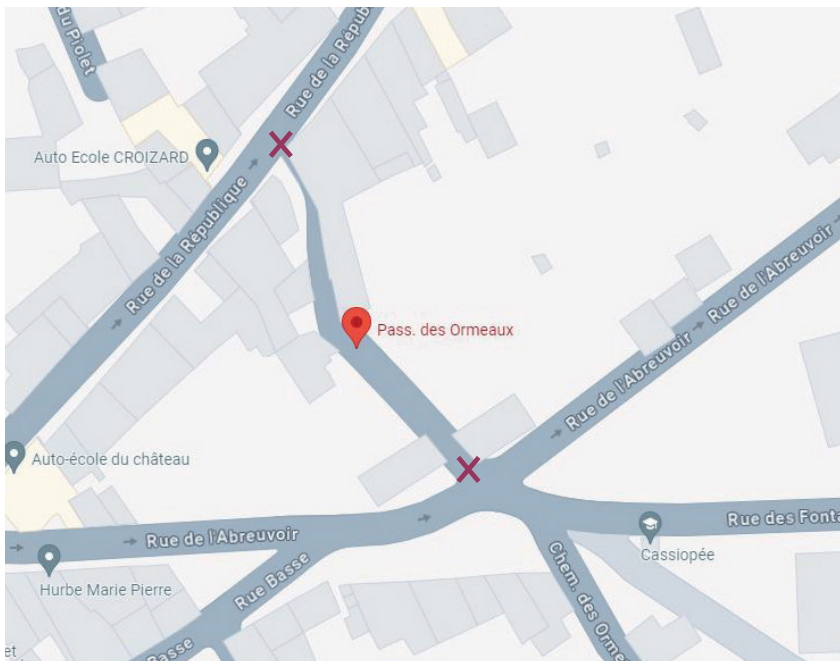 du Piolet
Rue de la Républ
Auto Ecole CROIZARD
Rue de la République
Pass. des Ormeaux
Rue de l'Abreuvoir
Rue de l'Abreuvoir
Auto-école du château
Rue de l'Abreuvoir
Rue des Fonta
Cassiopée
Hurbe Marie Pierre
Rue Basse
Chem. des Orme
et
Basse